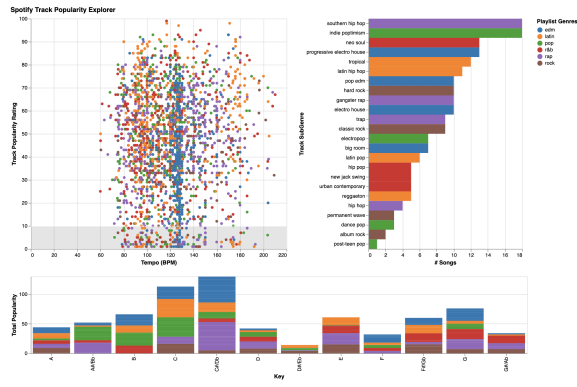 Spotify Track Popularity Explorer
100
90
80
70
60
50
40
30
20
10
0
Track Popularity Rating
0 20 40 60 80 100 120 140 160 180 200 220
Tempo (BPM)
Track SubGenre
southern hip hop
indie poptimism
neo soul
progressive electro house
tropical
latin hip hop
pop edm
hard rock
gangster rap
electro house
trap
classic rock
electropop
big room
latin pop
hip pop
new jack swing
urban contemporary
reggaeton
hip hop
permanent wave
dance pop
album rock
post-teen pop
0 2 4 6 8 10 12 14 16 18
# Songs
Playlist Genres
edm
latin
pop
r&b
rap
rock
100
50
0
Total Popularity
A A#/Bb B C C#/Db D D#/Eb E F F#/Gb G G#/Ab
Key